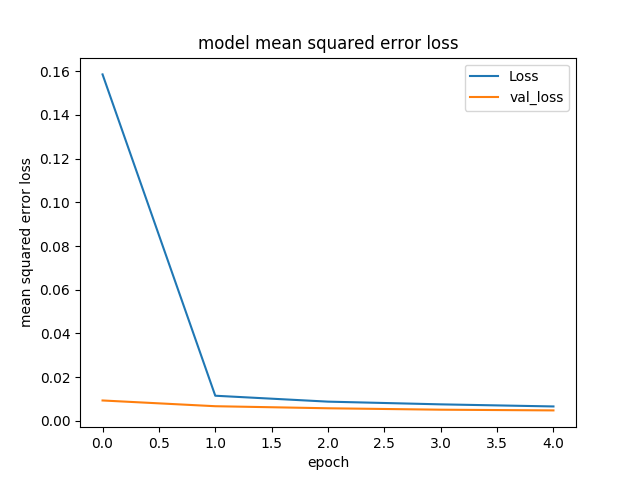 model mean squared error loss
Loss
val_loss
mean squared error loss
0.16
0.14
0.12
0.10
0.08
0.06
0.04
0.02
0.00
0.0 0.5 1.0 1.5 2.0 2.5 3.0 3.5 4.0
epoch